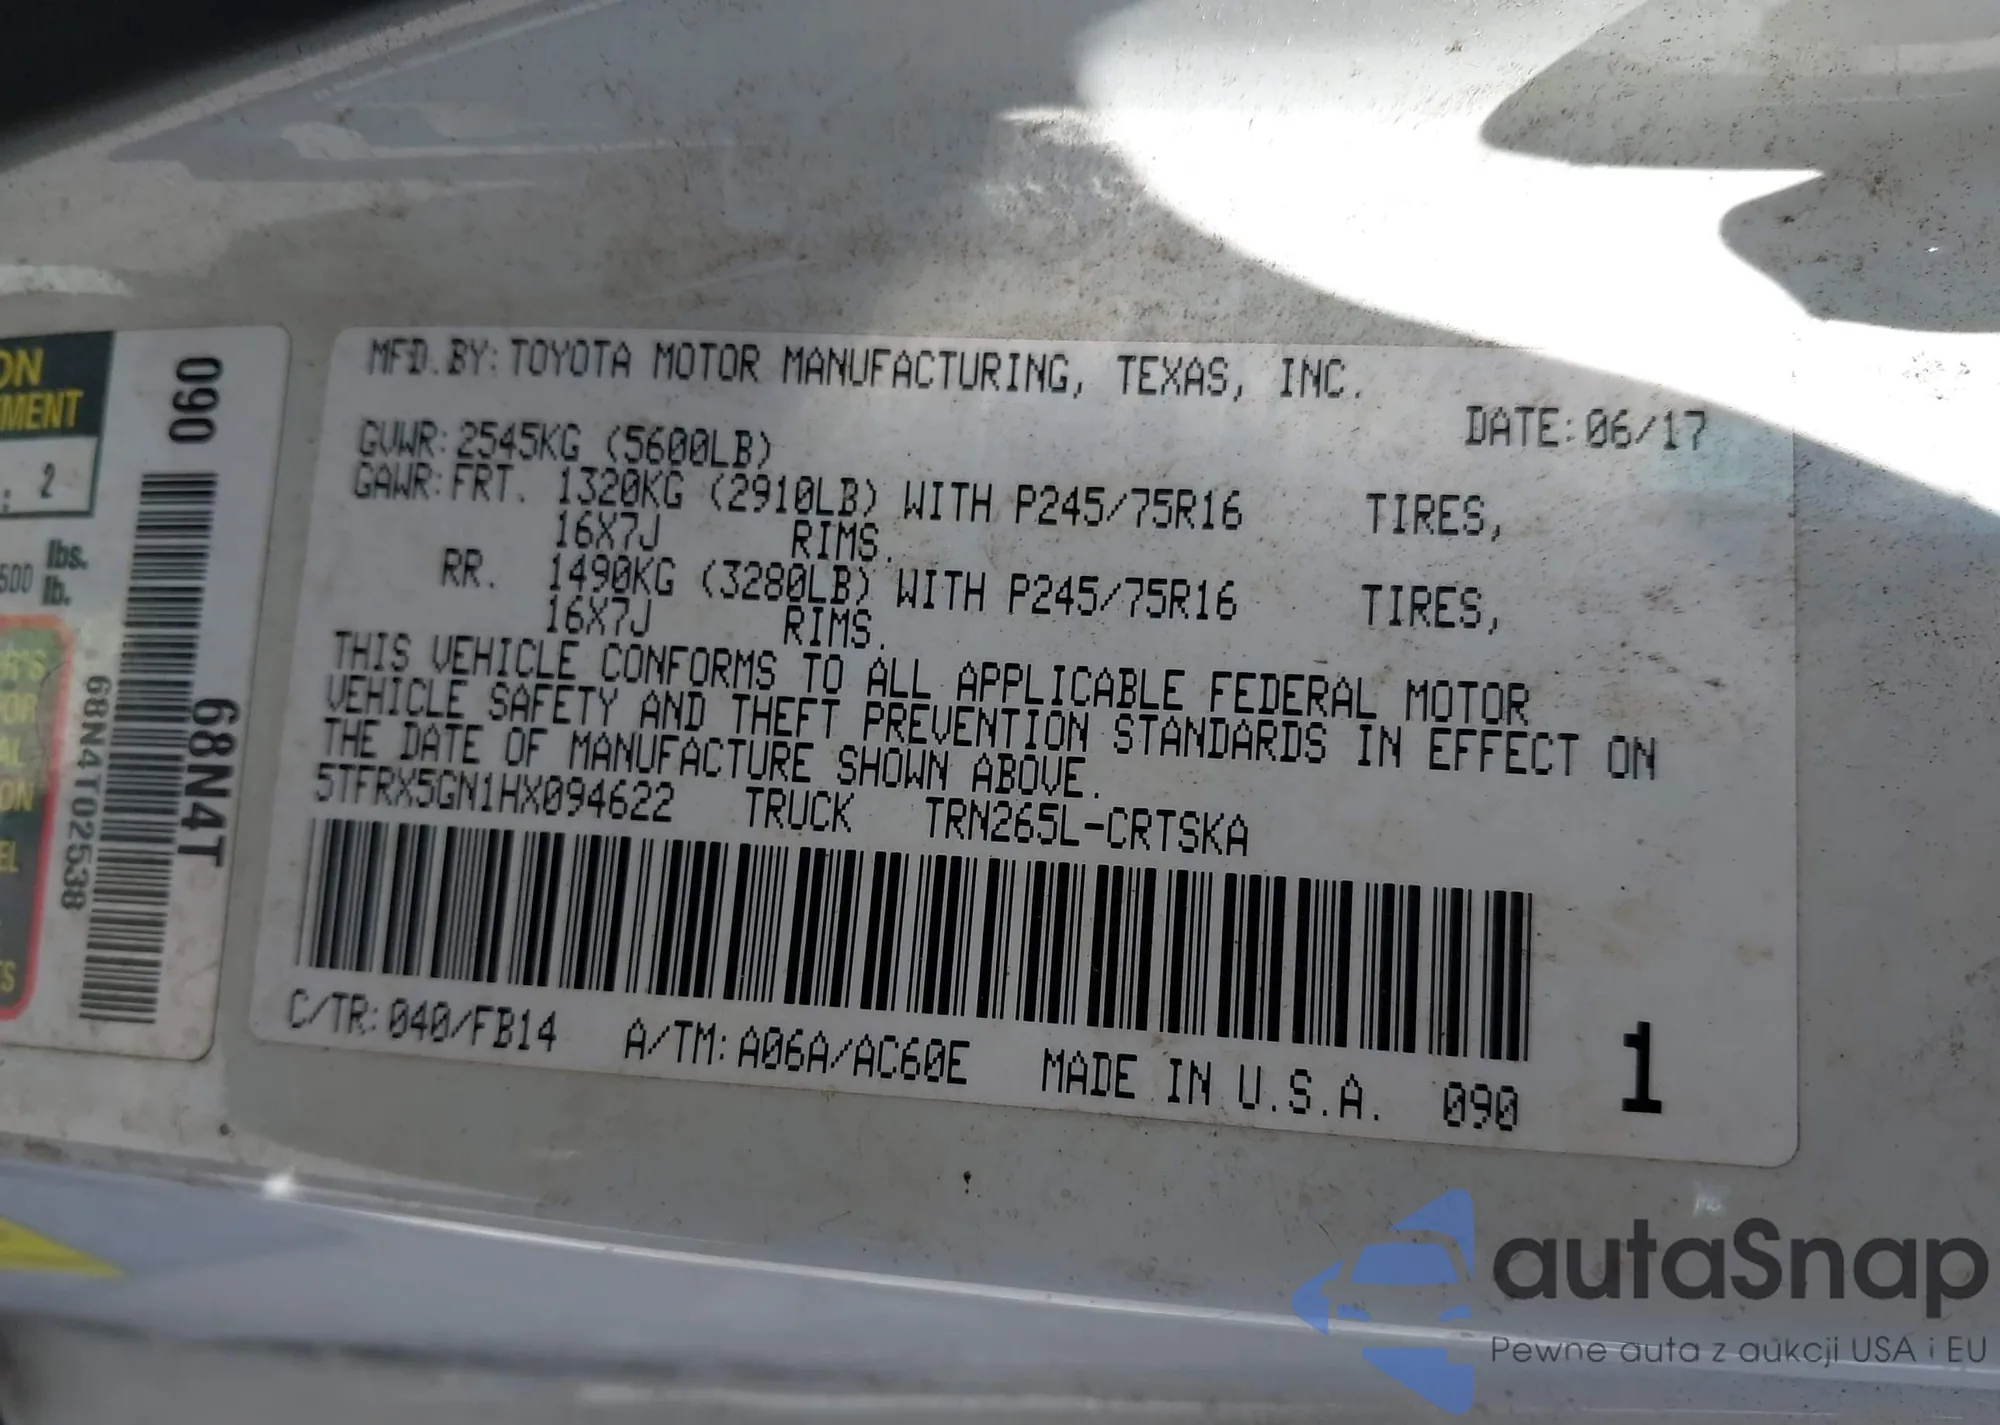 MFD.BY: TOYOTA MOTOR MANUFACTURING, TEXAS, INC.
DATE: 06/17
GVWR: 2545KG (5600LB)
GAWR: FRT. 1320KG (2910LB) WITH P245/75R16 TIRES,
16X7J RIMS.
RR. 1490KG (3280LB) WITH P245/75R16 TIRES,
16X7J RIMS.
THIS VEHICLE CONFORMS TO ALL APPLICABLE FEDERAL MOTOR
VEHICLE SAFETY AND THEFT PREVENTION STANDARDS IN EFFECT ON
THE DATE OF MANUFACTURE SHOWN ABOVE.
5TFRX5GN1HX094622 TRUCK TRN265L-CRTSKA
C/TR: 040/FB14 A/TM: A06A/AC60E MADE IN U.S.A. 090
1
ON
MENT
: 2
500 lbs.
lb.
090
68N4T
68N4T02538
autaSnap
Pewne auta z aukcji USA i EU